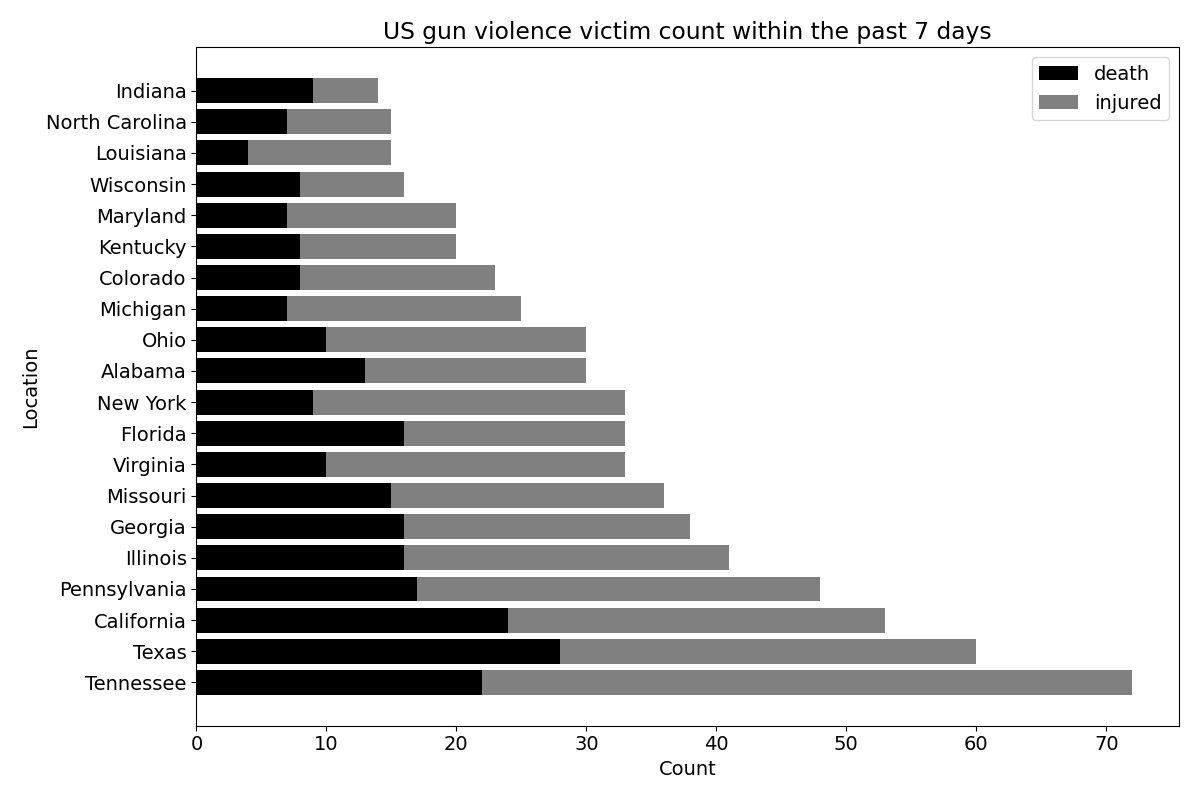 US gun violence victim count within the past 7 days
death
injured
Indiana
North Carolina
Louisiana
Wisconsin
Maryland
Kentucky
Colorado
Michigan
Ohio
Alabama
New York
Florida
Virginia
Missouri
Georgia
Illinois
Pennsylvania
California
Texas
Tennessee
Location
0 10 20 30 40 50 60 70
Count